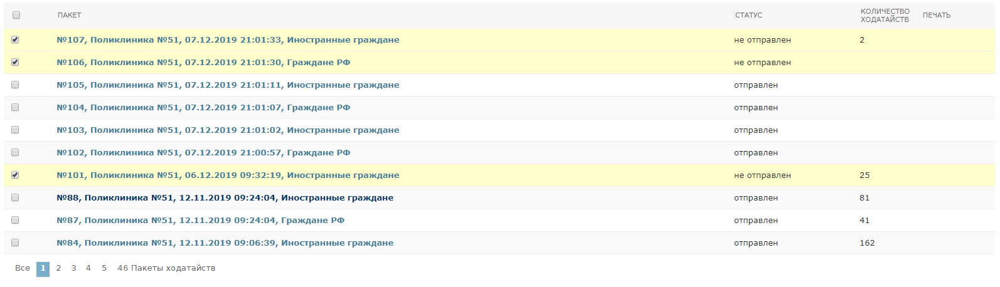 ПАКЕТ СТАТУС КОЛИЧЕСТВО ХОДАТАЙСТВ ПЕЧАТЬ
№107, Поликлиника №51, 07.12.2019 21:01:33, Иностранные граждане не отправлен 2
№106, Поликлиника №51, 07.12.2019 21:01:30, Граждане РФ не отправлен
№105, Поликлиника №51, 07.12.2019 21:01:11, Иностранные граждане отправлен
№104, Поликлиника №51, 07.12.2019 21:01:07, Граждане РФ отправлен
№103, Поликлиника №51, 07.12.2019 21:01:02, Иностранные граждане отправлен
№102, Поликлиника №51, 07.12.2019 21:00:57, Граждане РФ отправлен
№101, Поликлиника №51, 06.12.2019 09:32:19, Иностранные граждане не отправлен 25
№88, Поликлиника №51, 12.11.2019 09:24:04, Иностранные граждане отправлен 81
№87, Поликлиника №51, 12.11.2019 09:24:04, Граждане РФ отправлен 41
№84, Поликлиника №51, 12.11.2019 09:06:39, Иностранные граждане отправлен 162
Все 1 2 3 4 5 46 Пакеты ходатайств